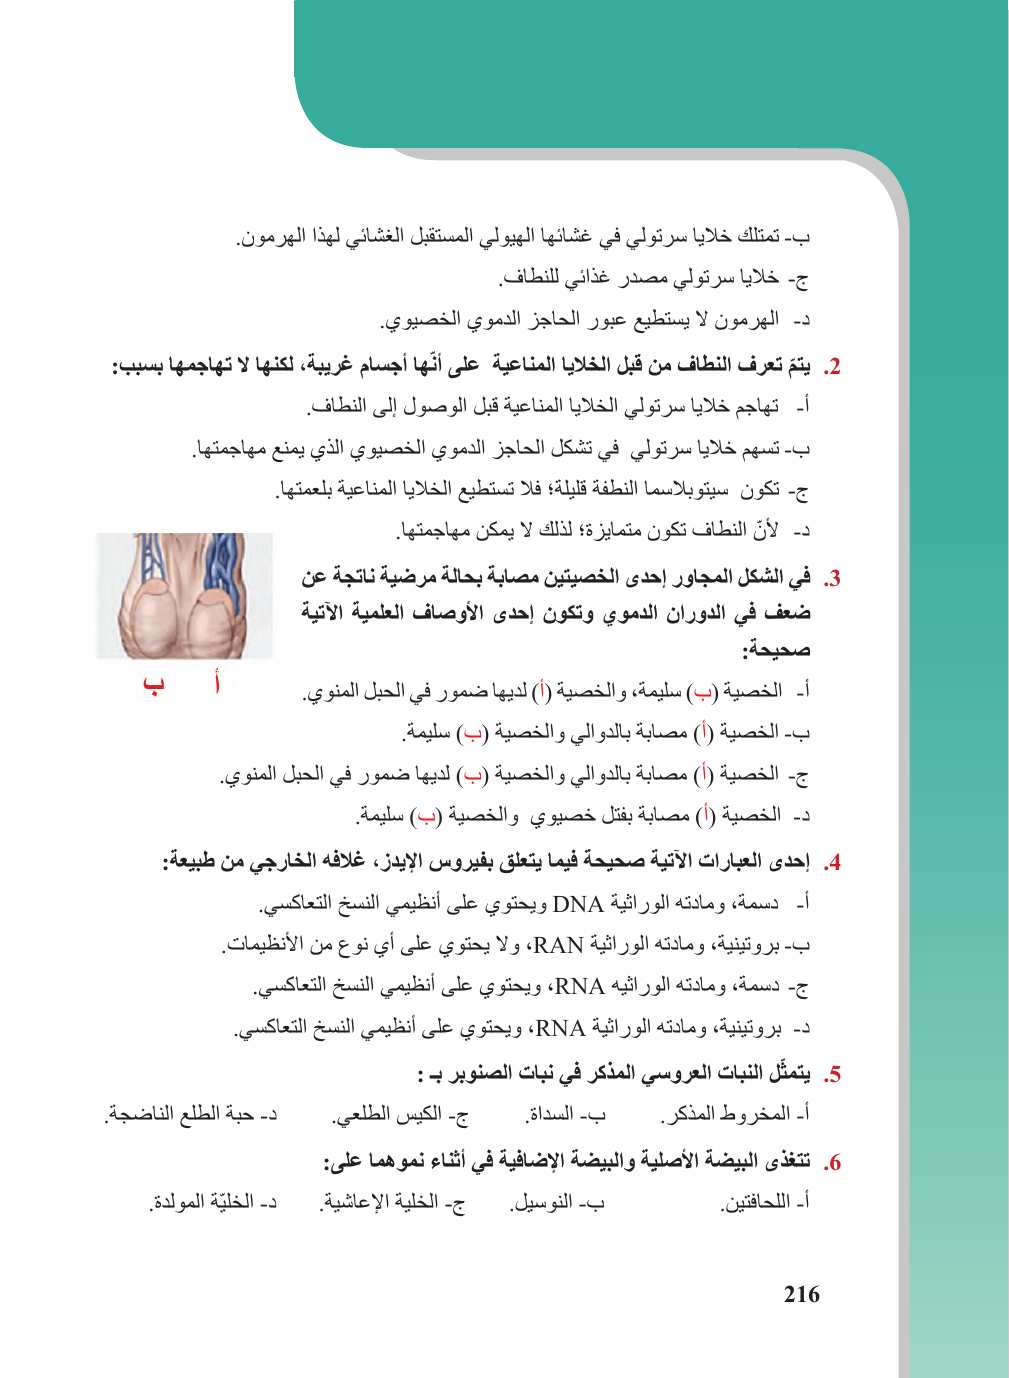 ب- تمتلك خلايا سرتولي في غشائها الهيولي المستقبل الغشائي لهذا الهرمون.
ج- خلايا سرتولي مصدر غذائي للنطاف.
د- الهرمون لا يستطيع عبور الحاجز الدموي الخصيوي.
2. يتمّ تعرف النطاف من قبل الخلايا المناعية على أنّها أجسام غريبة، لكنها لا تهاجمها بسبب:
أ- تهاجم خلايا سرتولي الخلايا المناعية قبل الوصول إلى النطاف.
ب- تسهم خلايا سرتولي في تشكل الحاجز الدموي الخصيوي الذي يمنع مهاجمتها.
ج- تكون سيتوبلاسما النطفة قليلة؛ فلا تستطيع الخلايا المناعية بلعمتها.
د- لأنّ النطاف تكون متمايزة؛ لذلك لا يمكن مهاجمتها.
3. في الشكل المجاور إحدى الخصيتين مصابة بحالة مرضية ناتجة عن
ضعف في الدوران الدموي وتكون إحدى الأوصاف العلمية الآتية
صحيحة:
أ ب
أ- الخصية (ب) سليمة، والخصية (أ) لديها ضمور في الحبل المنوي.
ب- الخصية (أ) مصابة بالدوالي والخصية (ب) سليمة.
ج- الخصية (أ) مصابة بالدوالي والخصية (ب) لديها ضمور في الحبل المنوي.
د- الخصية (أ) مصابة بفتل خصيوي والخصية (ب) سليمة.
4. إحدى العبارات الآتية صحيحة فيما يتعلق بفيروس الإيدز، غلافه الخارجي من طبيعة:
أ- دسمة، ومادته الوراثية DNA ويحتوي على أنظيمي النسخ التعاكسي.
ب- بروتينية، ومادته الوراثية RAN، ولا يحتوي على أي نوع من الأنظيمات.
ج- دسمة، ومادته الوراثيه RNA، ويحتوي على أنظيمي النسخ التعاكسي.
د- بروتينية، ومادته الوراثية RNA، ويحتوي على أنظيمي النسخ التعاكسي.
5. يتمثّل النبات العروسي المذكر في نبات الصنوبر بـ :
أ- المخروط المذكر. ب- السداة. ج- الكيس الطلعي. د- حبة الطلع الناضجة.
6. تتغذى البيضة الأصلية والبيضة الإضافية في أثناء نموهما على:
أ- اللحافتين. ب- النوسيل. ج- الخلية الإعاشية. د- الخليّة المولدة.
216